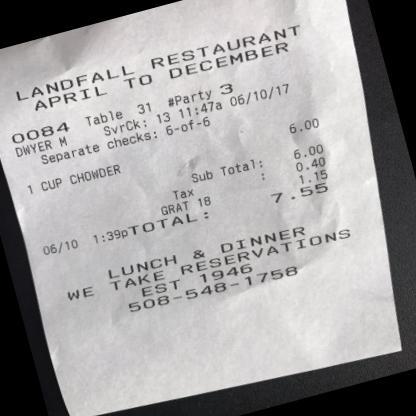 LANDFALL RESTAURANT
APRIL TO DECEMBER
0084 Table 31 #Party 3
DWYER M SvrCk: 13 11:47a 06/10/17
Separate checks: 6-of-6
1 CUP CHOWDER 6.00
Sub Total: 6.00
Tax : 0.40
GRAT 18 1.15
06/10 1:39pTOTAL: 7.55
LUNCH & DINNER
WE TAKE RESERVATIONS
EST 1946
508-548-1758